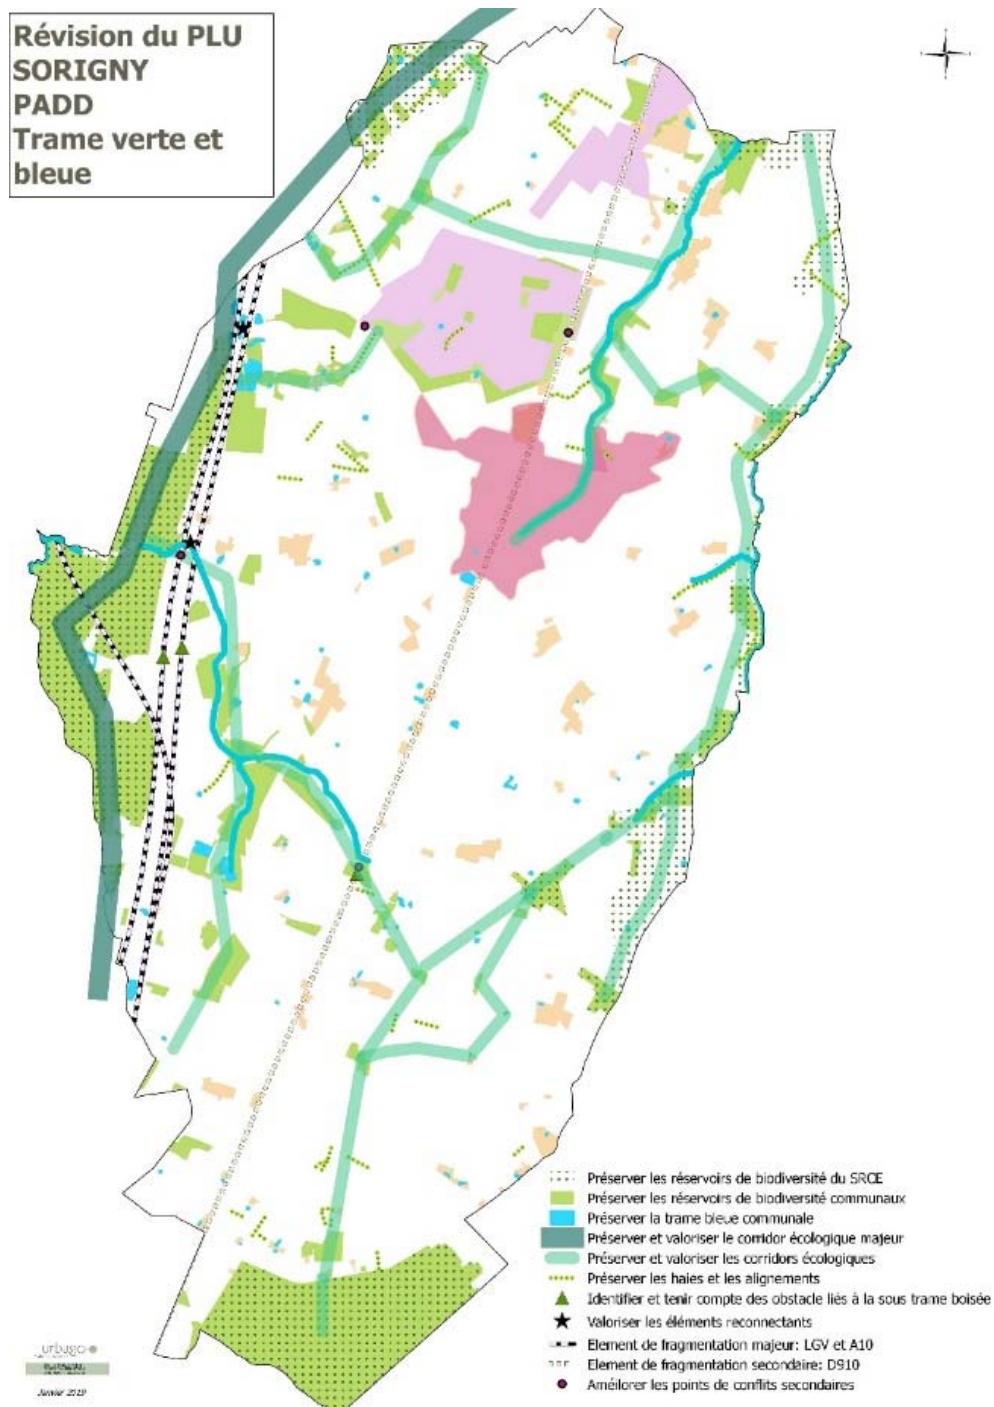 Révision du PLU
SORIGNY
PADD
Trame verte et
bleue
Préserver les réservoirs de biodiversité du SRCE
Préserver les réservoirs de biodiversité communaux
Préserver la trame bleue communale
Préserver et valoriser le corridor écologique majeur
Préserver et valoriser les corridors écologiques
Préserver les haies et les alignements
Identifier et tenir compte des obstacle liés à la sous trame boisée
Valoriser les éléments reconnectants
Element de fragmentation majeur: LGV et A10
Element de fragmentation secondaire: D910
Améliorer les points de conflits secondaires
urbago
Janvier 2019